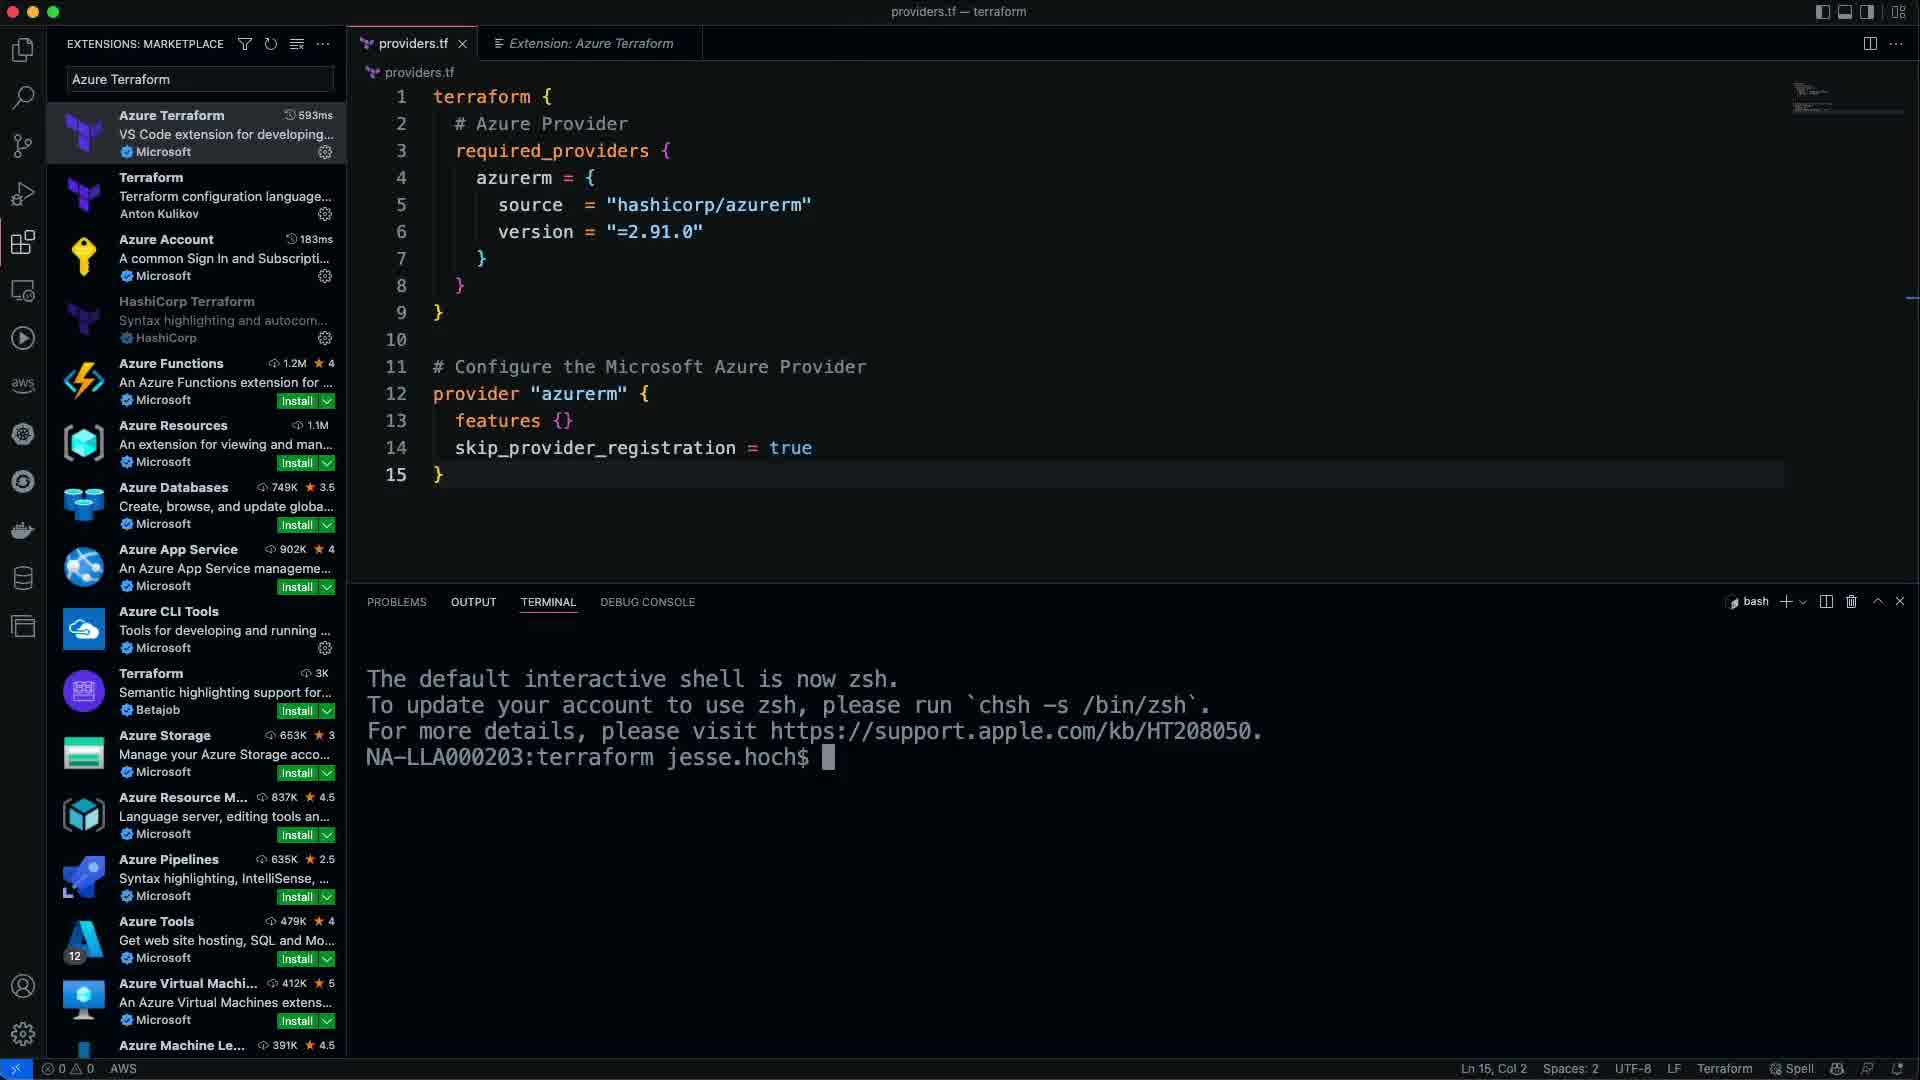 providers.tf — terraform
EXTENSIONS: MARKETPLACE
Azure Terraform
Azure Terraform 593ms
VS Code extension for developing...
Microsoft
Terraform
Terraform configuration language...
Anton Kulikov
Azure Account 183ms
A common Sign In and Subscripti...
Microsoft
HashiCorp Terraform
Syntax highlighting and autocom...
HashiCorp
Azure Functions 1.2M 4
An Azure Functions extension for ...
Microsoft Install
Azure Resources 1.1M
An extension for viewing and man...
Microsoft Install
Azure Databases 749K 3.5
Create, browse, and update globa...
Microsoft Install
Azure App Service 902K 4
An Azure App Service manageme...
Microsoft Install
Azure CLI Tools
Tools for developing and running ...
Microsoft
Terraform 3K
Semantic highlighting support for...
Betajob Install
Azure Storage 653K 3
Manage your Azure Storage acco...
Microsoft Install
Azure Resource M... 837K 4.5
Language server, editing tools an...
Microsoft Install
Azure Pipelines 635K 2.5
Syntax highlighting, IntelliSense, ...
Microsoft Install
Azure Tools 479K 4
Get web site hosting, SQL and Mo...
12 Microsoft Install
Azure Virtual Machi... 412K 5
An Azure Virtual Machines extens...
Microsoft Install
Azure Machine Le... 391K 4.5
aws
providers.tf Extension: Azure Terraform
providers.tf
1 terraform {
2 # Azure Provider
3 required_providers {
4 azurerm = {
5 source = "hashicorp/azurerm"
6 version = "=2.91.0"
7 }
8 }
9 }
10
11 # Configure the Microsoft Azure Provider
12 provider "azurerm" {
13 features {}
14 skip_provider_registration = true
15 }
PROBLEMS OUTPUT TERMINAL DEBUG CONSOLE bash
The default interactive shell is now zsh.
To update your account to use zsh, please run `chsh -s /bin/zsh`.
For more details, please visit https://support.apple.com/kb/HT208050.
NA-LLA000203:terraform jesse.hoch$
0 0 AWS Ln 15, Col 2 Spaces: 2 UTF-8 LF Terraform Spell